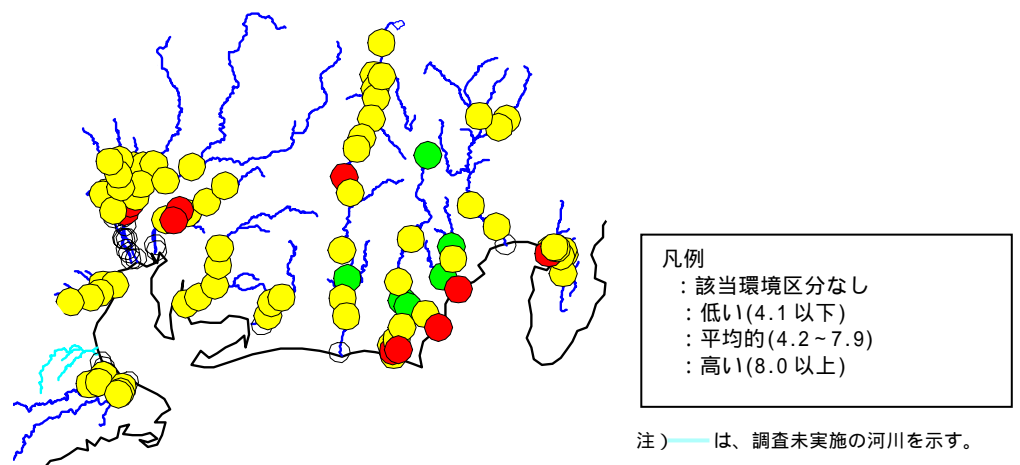 凡例
：該当環境区分なし
：低い(4.1 以下)
：平均的(4.2~7.9)
：高い(8.0 以上)
注） は、調査未実施の河川を示す。